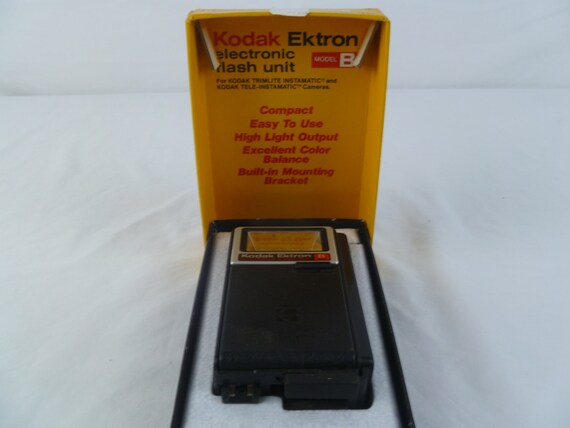 Kodak Ektron
electronic
flash unit MODEL B
For KODAK TRIMLITE INSTAMATIC® and
KODAK TELE-INSTAMATIC™ Cameras.
Compact
Easy To Use
High Light Output
Excellent Color
Balance
Built-in Mounting
Bracket
Kodak Ektron